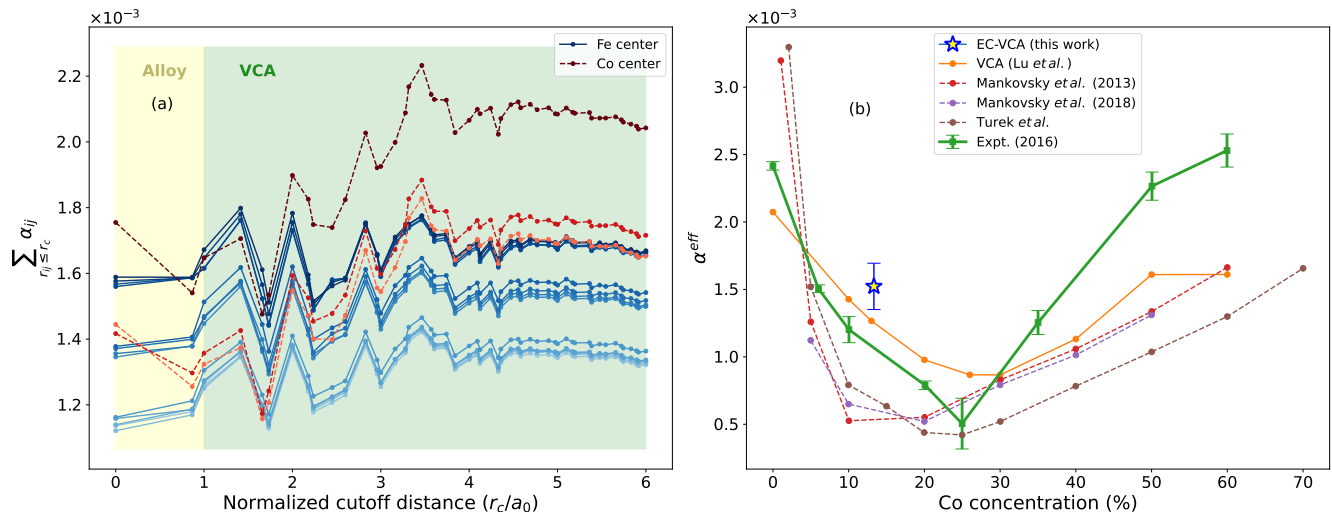 ×10⁻³
2.2
2.0
1.8
1.6
1.4
1.2
0 1 2 3 4 5 6
Normalized cutoff distance (r_c/a_0)
∑ α_ij
r_ij ≤ r_c
Alloy
VCA
(a)
Fe center
Co center
×10⁻³
3.0
2.5
2.0
1.5
1.0
0.5
0 10 20 30 40 50 60 70
Co concentration (%)
α^eff
(b)
EC-VCA (this work)
VCA (Lu et al.)
Mankovsky et al. (2013)
Mankovsky et al. (2018)
Turek et al.
Expt. (2016)